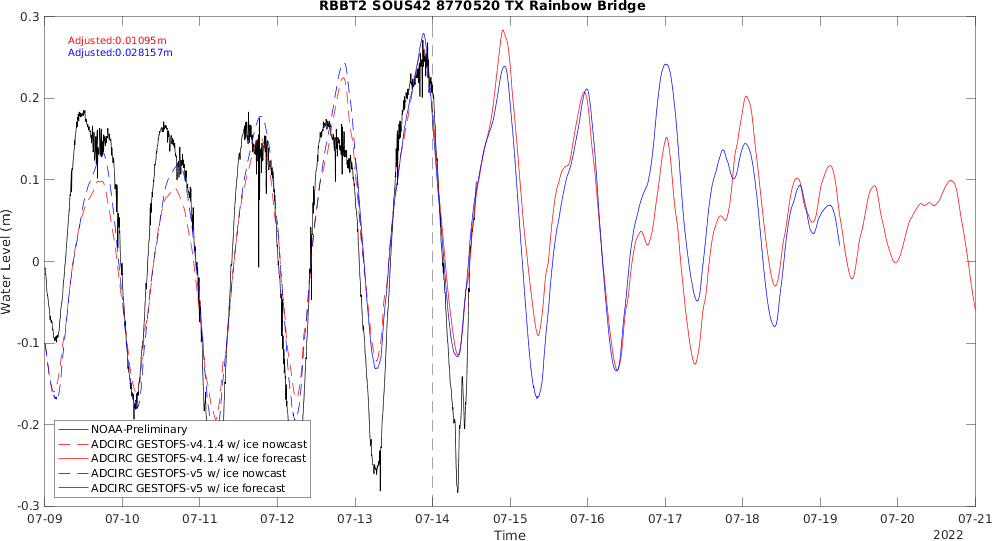 RBBT2 SOUS42 8770520 TX Rainbow Bridge
Adjusted:0.01095m
Adjusted:0.028157m
0.3
0.2
0.1
0
-0.1
-0.2
-0.3
Water Level (m)
NOAA-Preliminary
ADCIRC GESTOFS-v4.1.4 w/ ice nowcast
ADCIRC GESTOFS-v4.1.4 w/ ice forecast
ADCIRC GESTOFS-v5 w/ ice nowcast
ADCIRC GESTOFS-v5 w/ ice forecast
07-09 07-10 07-11 07-12 07-13 07-14 07-15 07-16 07-17 07-18 07-19 07-20 07-21
Time
2022